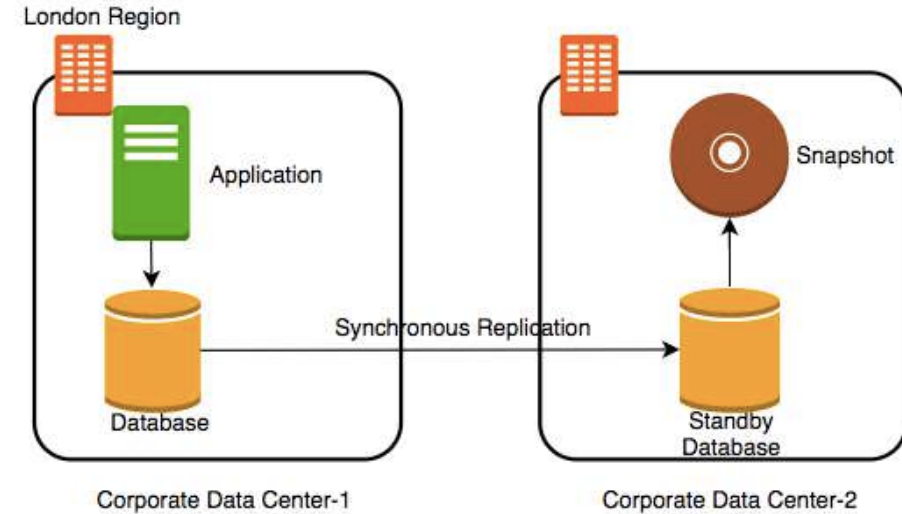 London Region
Application
Snapshot
Synchronous Replication
Database
Standby
Database
Corporate Data Center-1
Corporate Data Center-2